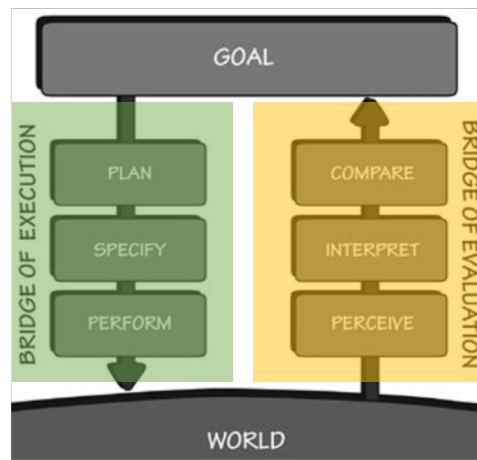 GOAL
BRIDGE OF EXECUTION
PLAN
SPECIFY
PERFORM
COMPARE
INTERPRET
PERCEIVE
BRIDGE OF EVALUATION
WORLD